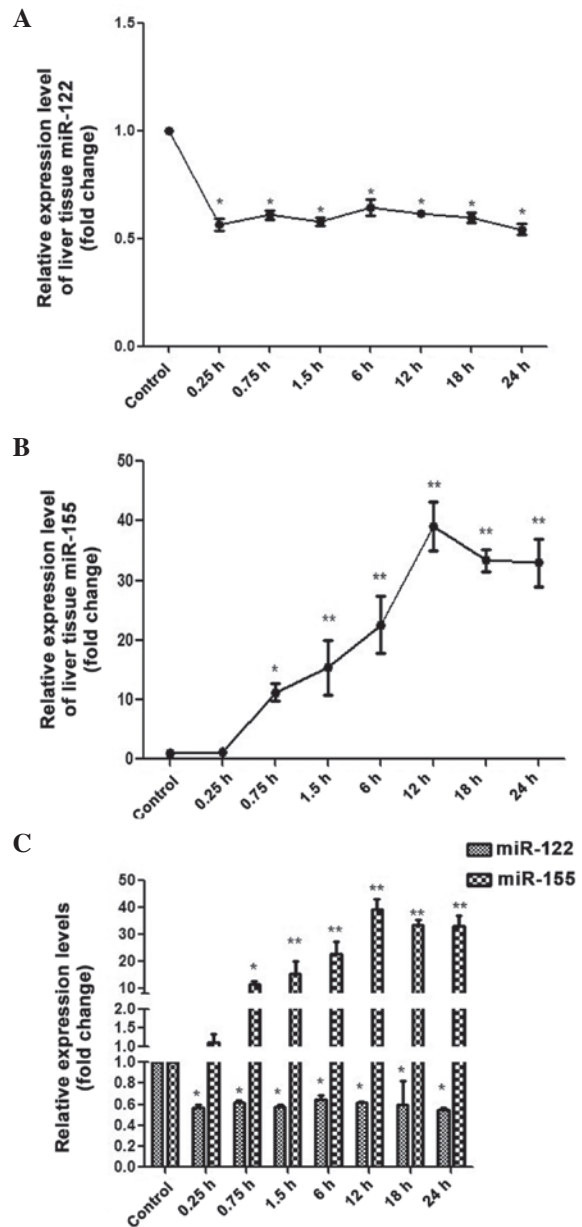 A
Relative expression level
of liver tissue miR-122
(fold change)
1.5
1.0
0.5
0.0
* * * * * * *
Control 0.25 h 0.75 h 1.5 h 6 h 12 h 18 h 24 h
B
Relative expression level
of liver tissue miR-155
(fold change)
50
40
30
20
10
0
* ** ** ** ** **
Control 0.25 h 0.75 h 1.5 h 6 h 12 h 18 h 24 h
C
miR-122
miR-155
Relative expression levels
(fold change)
50
40
30
20
10
2.0
1.5
1.0
1.0
0.8
0.6
0.4
0.2
0.0
* ** ** ** ** **
* * * * * * *
Control 0.25 h 0.75 h 1.5 h 6 h 12 h 18 h 24 h